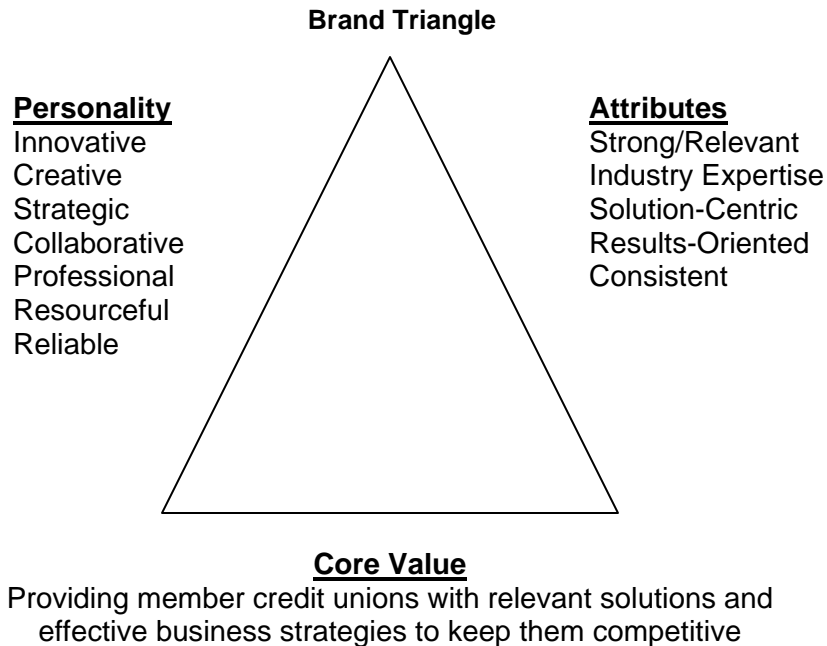 Brand Triangle
Personality
Innovative
Creative
Strategic
Collaborative
Professional
Resourceful
Reliable
Attributes
Strong/Relevant
Industry Expertise
Solution-Centric
Results-Oriented
Consistent
Core Value
Providing member credit unions with relevant solutions and
effective business strategies to keep them competitive